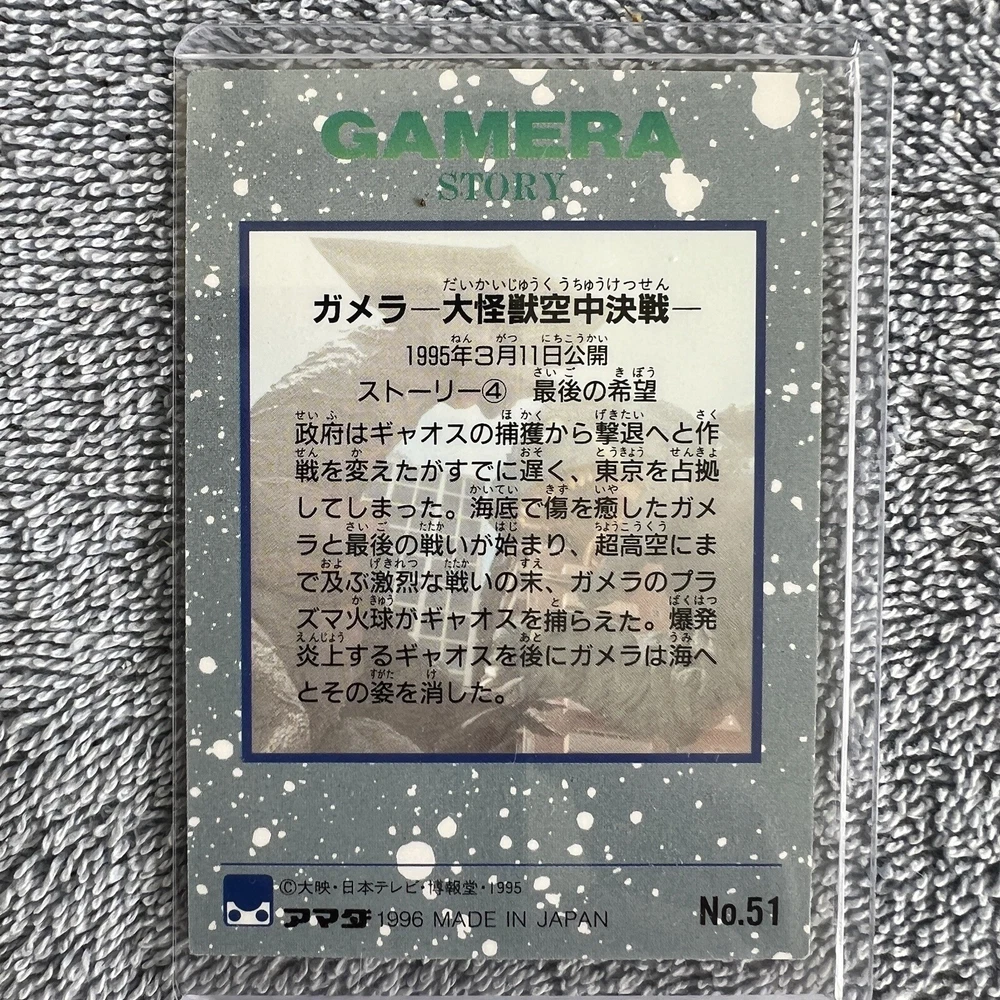 GAMERA
STORY
だいかいじゅうくうちゅうけっせん
ガメラ―大怪獣空中決戦―
ねん がつ にちこうかい
1995年3月11日公開
さいご きぼう
ストーリー④ 最後の希望
せいふ ほかく げきたい さく
政府はギャオスの捕獲から撃退へと作
せん か おそ とうきょう せんきょ
戦を変えたがすでに遅く、東京を占拠
かいてい きず いや
してしまった。海底で傷を癒したガメ
さいご たたか はじ ちょうこうくう
ラと最後の戦いが始まり、超高空にま
およ げきれつ たたか すえ
で及ぶ激烈な戦いの末、ガメラのプラ
かきゅう と ばくはつ
ズマ火球がギャオスを捕らえた。爆発
えんじょう あと うみ
炎上するギャオスを後にガメラは海へ
すがた け
とその姿を消した。
©大映・日本テレビ・博報堂・1995
アマダ 1996 MADE IN JAPAN No.51